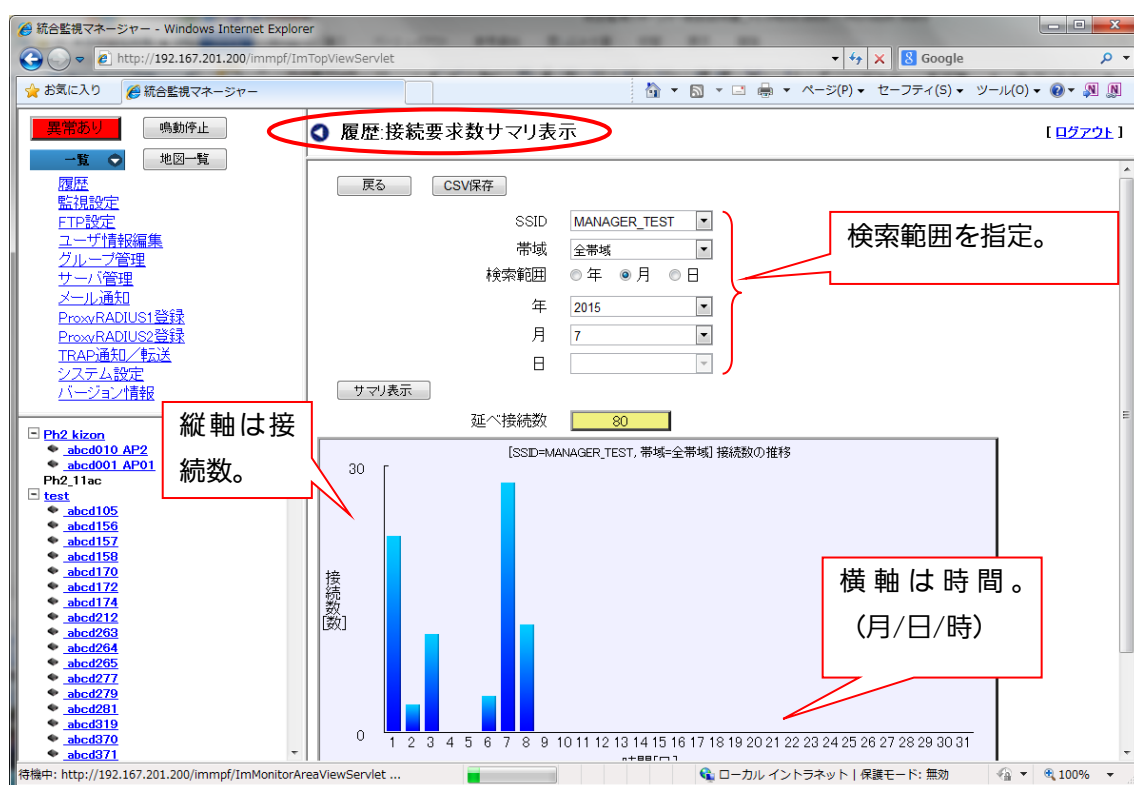 統合監視マネージャー - Windows Internet Explorer
http://192.167.201.200/immpf/ImTopViewServlet
Google
お気に入り
統合監視マネージャー
ページ(P)
セーフティ(S)
ツール(O)
異常あり
鳴動停止
一覧
地図一覧
履歴
監視設定
FTP設定
ユーザ情報編集
グループ管理
サーバ管理
メール通知
ProxyRADIUS1登録
ProxyRADIUS2登録
TRAP通知/転送
システム設定
バージョン情報
Ph2 kizon
abcd010 AP2
abcd001 AP01
Ph2_11ac
test
abcd105
abcd156
abcd157
abcd158
abcd170
abcd172
abcd174
abcd212
abcd263
abcd264
abcd265
abcd277
abcd279
abcd281
abcd319
abcd370
abcd371
履歴:接続要求数サマリ表示
[ ログアウト ]
戻る
CSV保存
SSID MANAGER_TEST
帯域 全帯域
検索範囲 年 月 日
年 2015
月 7
日
検索範囲を指定。
サマリ表示
延べ接続数 80
縦軸は接
続数。
[SSID=MANAGER_TEST, 帯域=全帯域] 接続数の推移
30
接続数[数]
0
横軸は時間。
(月/日/時)
1 2 3 4 5 6 7 8 9 10 11 12 13 14 15 16 17 18 19 20 21 22 23 24 25 26 27 28 29 30 31
待機中: http://192.167.201.200/immpf/ImMonitorAreaViewServlet ...
ローカル イントラネット | 保護モード: 無効
100%